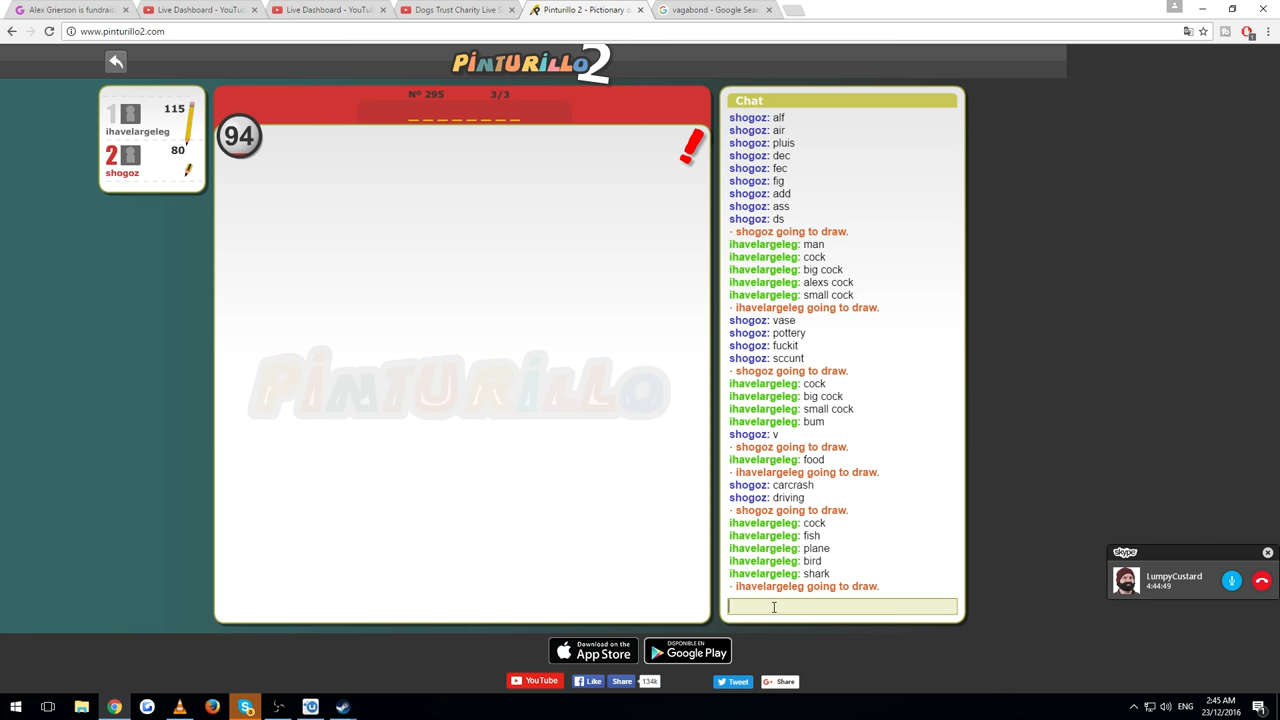 Alex Grierson is fundrais
Live Dashboard - YouTu
Live Dashboard - YouTu
Dogs Trust Charity Live S
Pinturillo 2 - Pictionary o
vagabond - Google Sear
www.pinturillo2.com
PiNTURiLLO2
Nº 295 3/3
_ _ _ _ _ _ _ _
94
1 115
ihavelargeleg
2 80
shogoz
PiNTURiLLO
Chat
shogoz: alf
shogoz: air
shogoz: pluis
shogoz: dec
shogoz: fec
shogoz: fig
shogoz: add
shogoz: ass
shogoz: ds
· shogoz going to draw.
ihavelargeleg: man
ihavelargeleg: cock
ihavelargeleg: big cock
ihavelargeleg: alexs cock
ihavelargeleg: small cock
· ihavelargeleg going to draw.
shogoz: vase
shogoz: pottery
shogoz: fuckit
shogoz: sccunt
· shogoz going to draw.
ihavelargeleg: cock
ihavelargeleg: big cock
ihavelargeleg: small cock
ihavelargeleg: bum
shogoz: v
· shogoz going to draw.
ihavelargeleg: food
· ihavelargeleg going to draw.
shogoz: carcrash
shogoz: driving
· shogoz going to draw.
ihavelargeleg: cock
ihavelargeleg: fish
ihavelargeleg: plane
ihavelargeleg: bird
ihavelargeleg: shark
· ihavelargeleg going to draw.
skype
LumpyCustard
4:44:49
Download on the
App Store
DISPONIBLE EN
Google Play
YouTube
Like
Share
134k
Tweet
Share
ENG
2:45 AM
23/12/2016